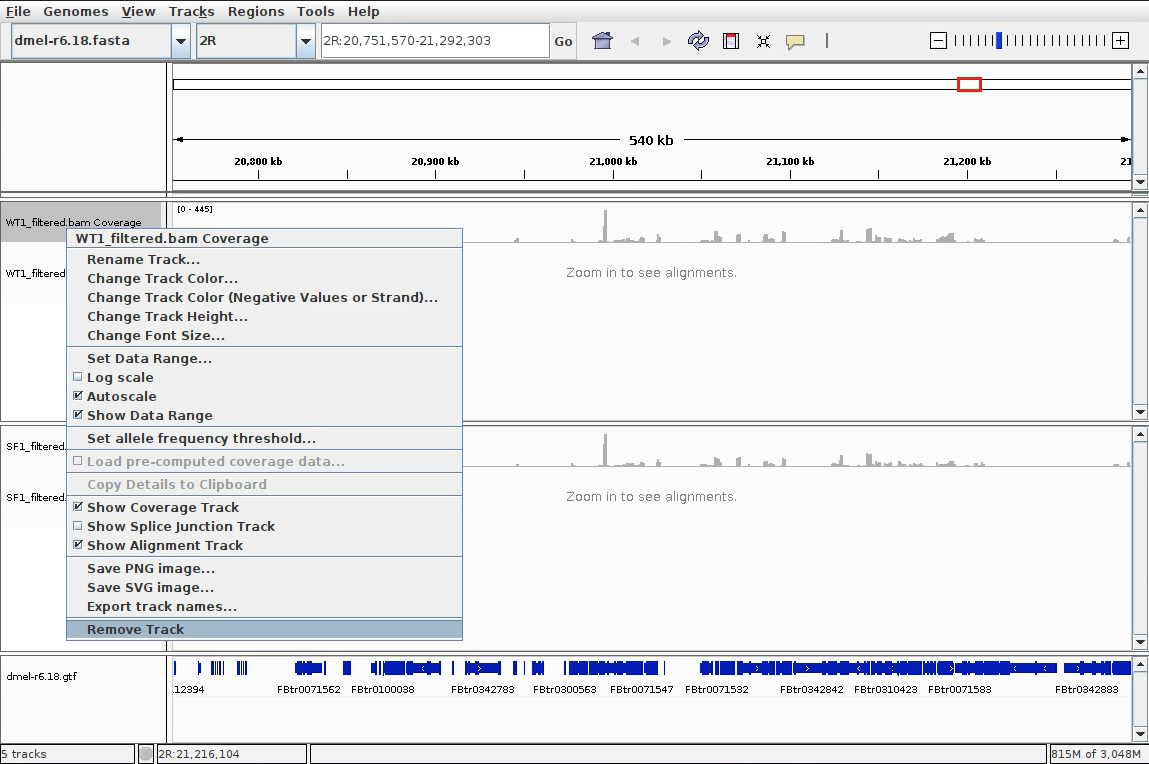 File Genomes View Tracks Regions Tools Help
dmel-r6.18.fasta 2R 2R:20,751,570-21,292,303 Go
540 kb
20,800 kb 20,900 kb 21,000 kb 21,100 kb 21,200 kb 21
WT1_filtered.bam Coverage [0 - 445]
WT1_filtered
Zoom in to see alignments.
WT1_filtered.bam Coverage
Rename Track...
Change Track Color...
Change Track Color (Negative Values or Strand)...
Change Track Height...
Change Font Size...
Set Data Range...
Log scale
Autoscale
Show Data Range
Set allele frequency threshold...
Load pre-computed coverage data...
Copy Details to Clipboard
Show Coverage Track
Show Splice Junction Track
Show Alignment Track
Save PNG image...
Save SVG image...
Export track names...
Remove Track
SF1_filtered.
SF1_filtered.
Zoom in to see alignments.
dmel-r6.18.gtf
.12394 FBtr0071562 FBtr0100038 FBtr0342783 FBtr0300563 FBtr0071547 FBtr0071532 FBtr0342842 FBtr0310423 FBtr0071583 FBtr0342883
5 tracks 2R:21,216,104 815M of 3,048M